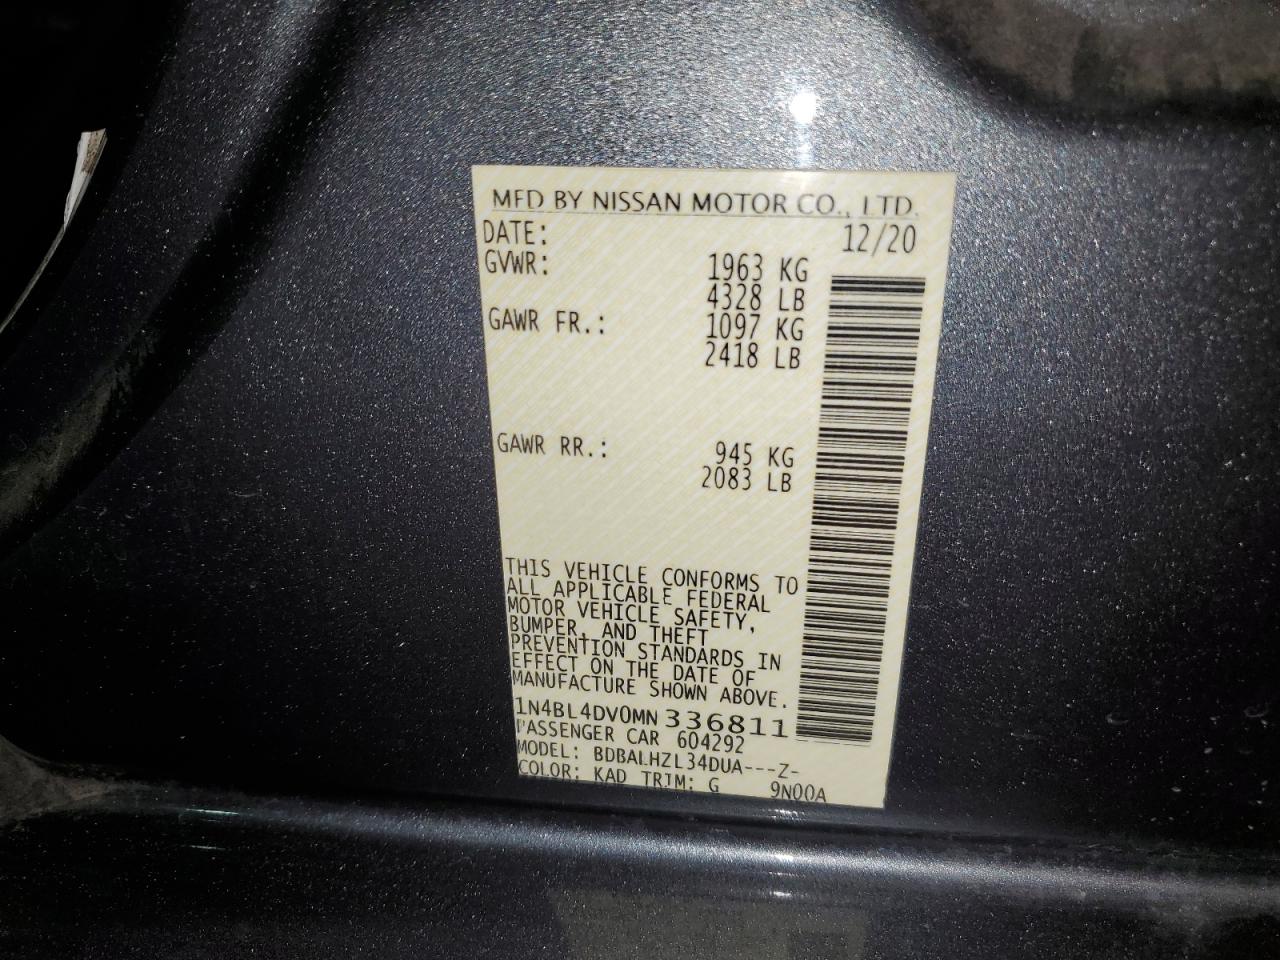 MFD BY NISSAN MOTOR CO., LTD.
DATE: 12/20
GVWR: 1963 KG
4328 LB
GAWR FR.: 1097 KG
2418 LB
GAWR RR.: 945 KG
2083 LB
THIS VEHICLE CONFORMS TO
ALL APPLICABLE FEDERAL
MOTOR VEHICLE SAFETY,
BUMPER, AND THEFT
PREVENTION STANDARDS IN
EFFECT ON THE DATE OF
MANUFACTURE SHOWN ABOVE.
1N4BL4DV0MN336811
PASSENGER CAR 604292
MODEL: BDBALHZL34DUA---Z-
COLOR: KAD TRIM: G 9N00A